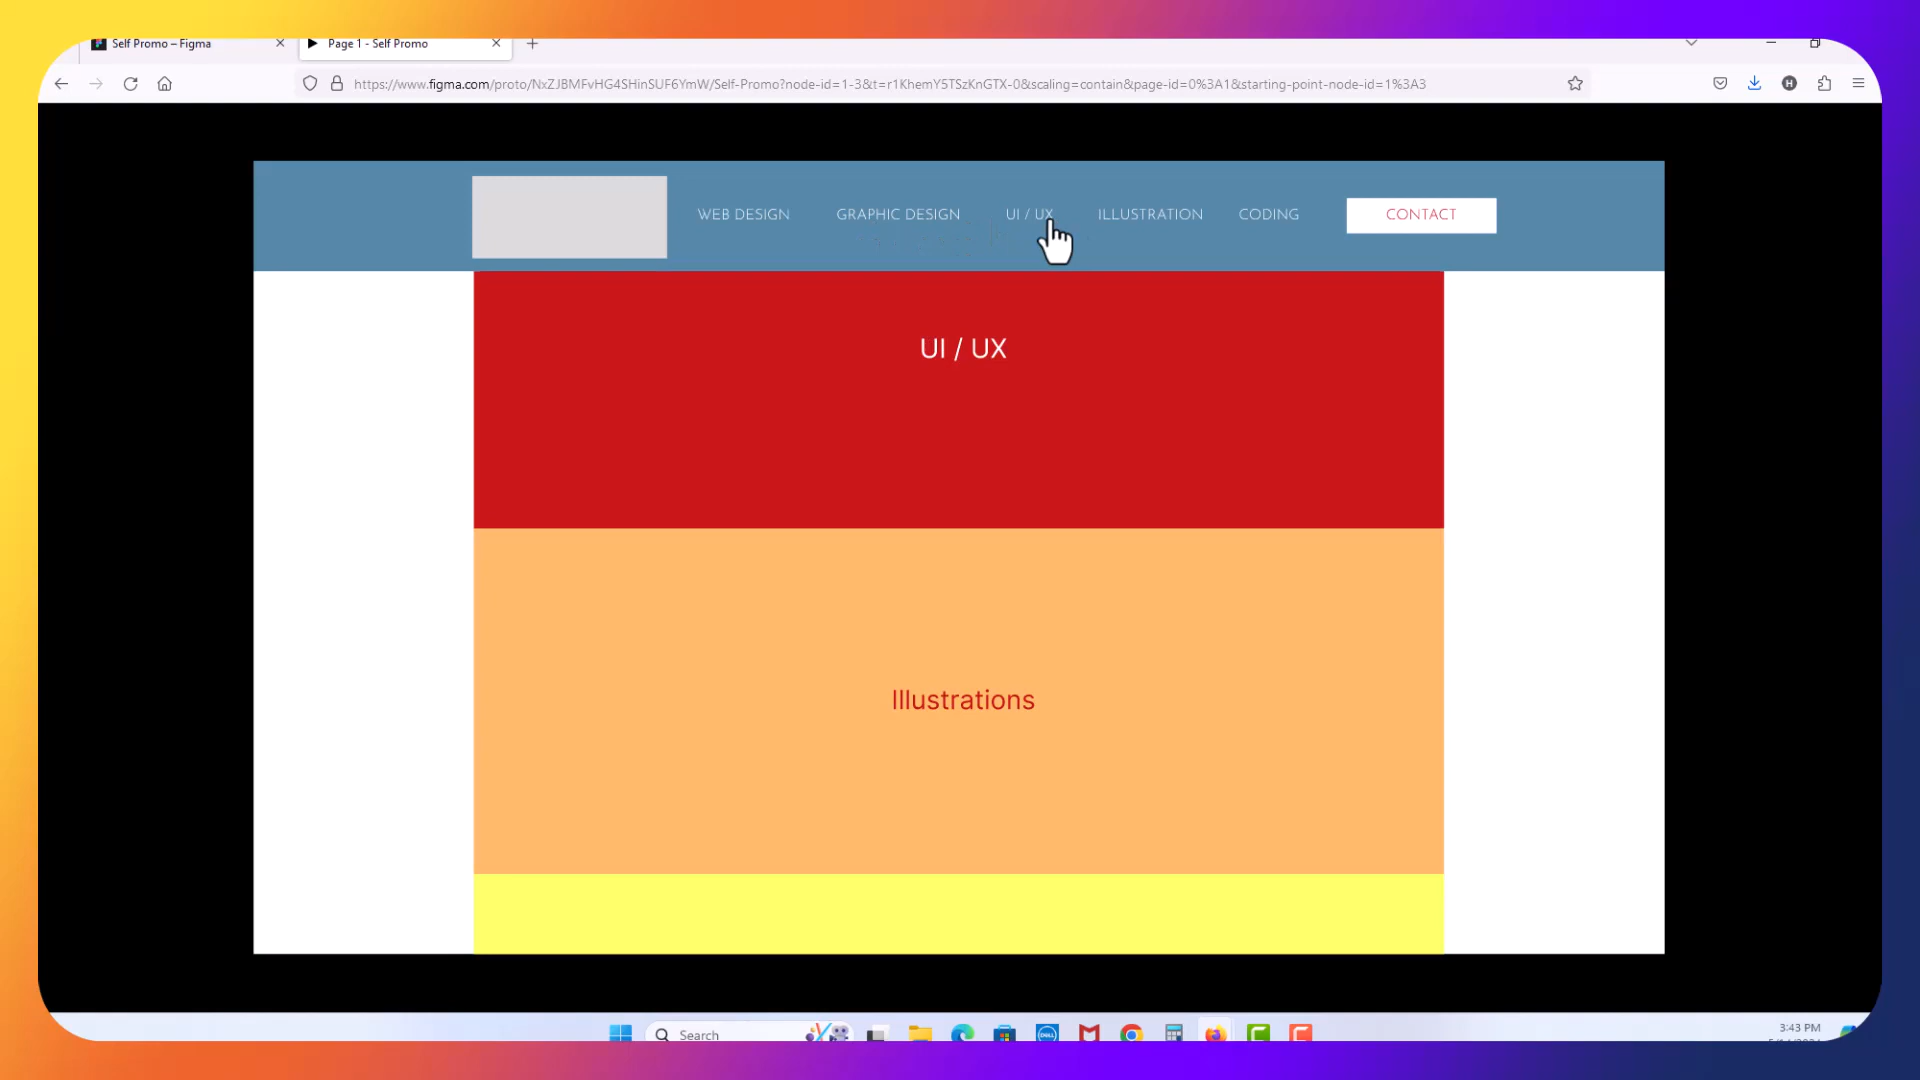 Self Promo – Figma
Page 1 - Self Promo
https://www.figma.com/proto/NxZJBMFvHG4SHinSUF6YmW/Self-Promo?node-id=1-3&t=r1KhemY5TSzKnGTX-0&scaling=contain&page-id=0%3A1&starting-point-node-id=1%3A3
H
WEB DESIGN
GRAPHIC DESIGN
UI / UX
ILLUSTRATION
CODING
CONTACT
UI / UX
Illustrations
Search
DELL
3:43 PM